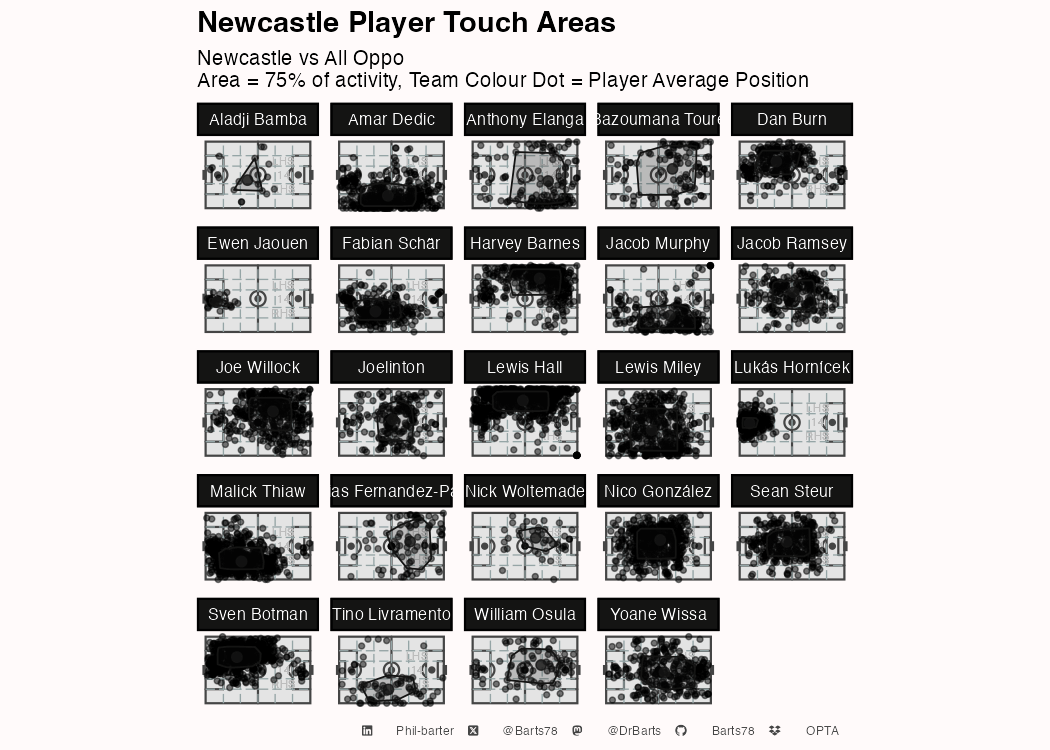 Newcastle Player Touch Areas
Newcastle vs All Oppo
Area = 75% of activity, Team Colour Dot = Player Average Position
Aladji Bamba
Amar Dedic
Anthony Elanga
Bazoumana Toure
Dan Burn
Ewen Jaouen
Fabian Schär
Harvey Barnes
Jacob Murphy
Jacob Ramsey
Joe Willock
Joelinton
Lewis Hall
Lewis Miley
Lukás Hornícek
Malick Thiaw
as Fernandez-Pa
Nick Woltemade
Nico González
Sean Steur
Sven Botman
Tino Livramento
William Osula
Yoane Wissa
Phil-barter @Barts78 @DrBarts Barts78 OPTA